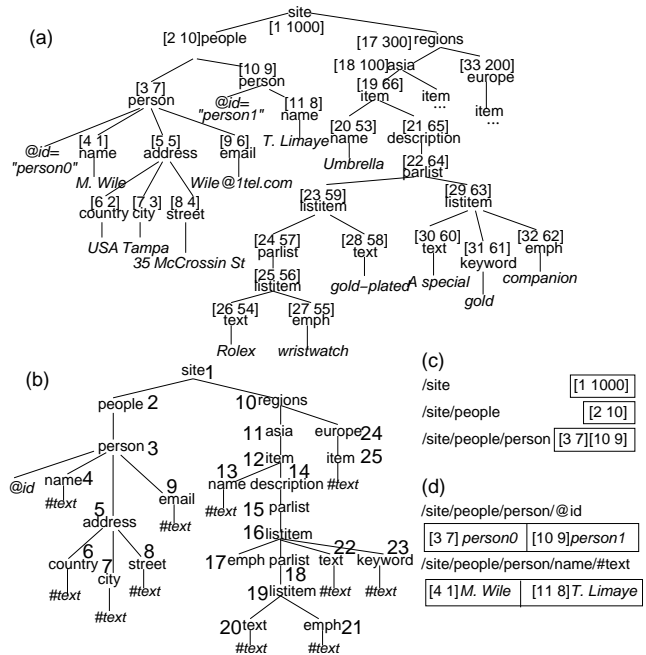 (a)
site
[1 1000]
[2 10]people
[17 300]
regions
[3 7]
person
[10 9]
person
[18 100]asia
[33 200]
europe
@id=
"person0"
@id=
"person1"
[11 8]
name
T. Limaye
[19 66]
item
item
...
item
...
[4 1]
name
M. Wile
[5 5]
address
[9 6]
email
Wile@1tel.com
[20 53]
name
Umbrella
[21 65]
description
[22 64]
parlist
[6 2]
country
[7 3]
city
[8 4]
street
USA Tampa
35 McCrossin St
[23 59]
listitem
[29 63]
listitem
[24 57]
parlist
[28 58]
text
gold-plated
[30 60]
text
A special
[31 61]
keyword
gold
[32 62]
emph
companion
[25 56]
listitem
[26 54]
text
Rolex
[27 55]
emph
wristwatch
(b)
site1
people 2
10regions
person 3
11 asia
europe 24
@id
name4
#text
9
email
#text
12item
item 25
#text
13
name
#text
14
description
15 parlist
5
address
16listitem
6
country
#text
7
city
#text
8
street
#text
17 emph
#text
parlist
18
22
text
#text
23
keyword
#text
19listitem
20text
#text
emph21
#text
(c)
/site
[1 1000]
/site/people
[2 10]
/site/people/person
[3 7][10 9]
(d)
/site/people/person/@id
[3 7] person0
[10 9]person1
/site/people/person/name/#text
[4 1]M. Wile
[11 8]T. Limaye